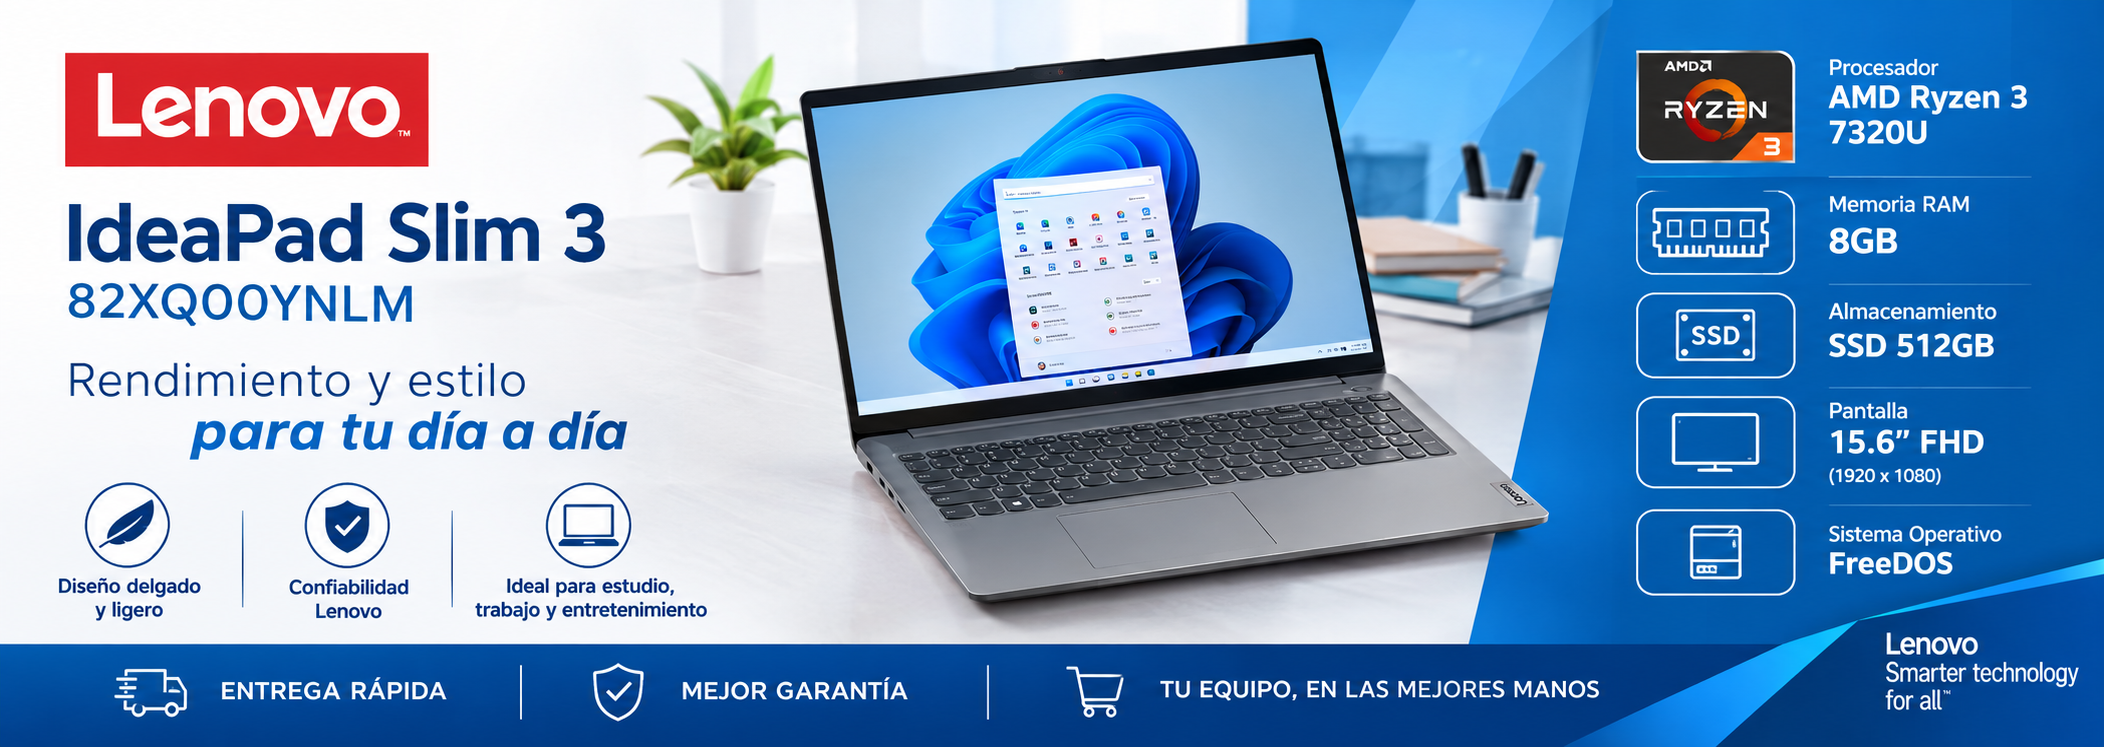 Lenovo™
IdeaPad Slim 3
82XQ00YNLM
Rendimiento y estilo
para tu día a día
Diseño delgado
y ligero
Confiabilidad
Lenovo
Ideal para estudio,
trabajo y entretenimiento
Lenovo
AMD
RYZEN
3
Procesador
AMD Ryzen 3
7320U
Memoria RAM
8GB
SSD
Almacenamiento
SSD 512GB
Pantalla
15.6” FHD
(1920 x 1080)
Sistema Operativo
FreeDOS
ENTREGA RÁPIDA
MEJOR GARANTÍA
TU EQUIPO, EN LAS MEJORES MANOS
Lenovo
Smarter technology
for all™